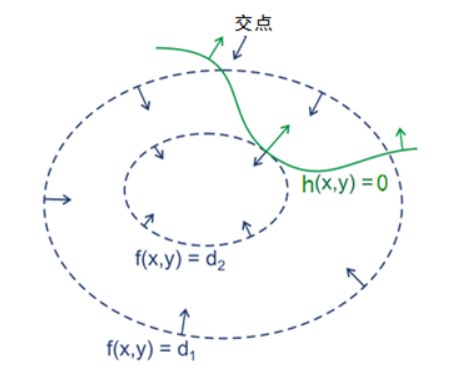 交点
h(x,y) = 0
f(x,y) = d₂
f(x,y) = d₁